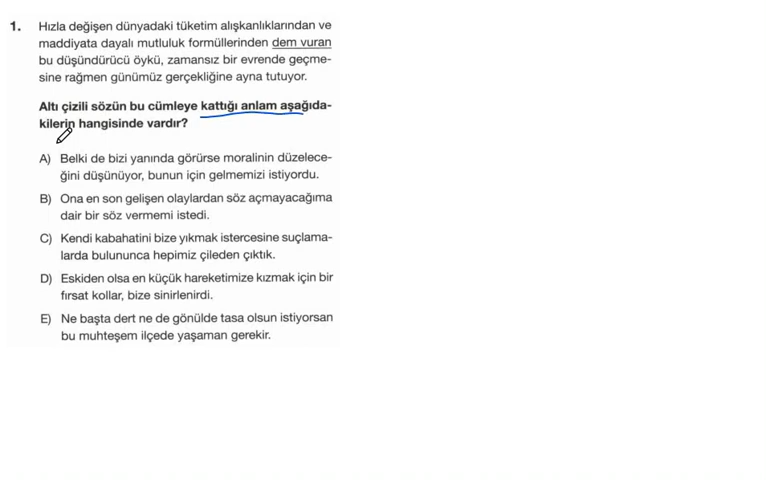 1. Hızla değişen dünyadaki tüketim alışkanlıklarından ve
maddiyata dayalı mutluluk formüllerinden dem vuran
bu düşündürücü öykü, zamansız bir evrende geçme-
sine rağmen günümüz gerçekliğine ayna tutuyor.
Altı çizili sözün bu cümleye kattığı anlam aşağıda-
kilerin hangisinde vardır?
A) Belki de bizi yanında görürse moralinin düzelece-
ğini düşünüyor, bunun için gelmemizi istiyordu.
B) Ona en son gelişen olaylardan söz açmayacağıma
dair bir söz vermemi istedi.
C) Kendi kabahatini bize yıkmak istercesine suçlama-
larda bulununca hepimiz çileden çıktık.
D) Eskiden olsa en küçük hareketimize kızmak için bir
fırsat kollar, bize sinirlenirdi.
E) Ne başta dert ne de gönülde tasa olsun istiyorsan
bu muhteşem ilçede yaşaman gerekir.